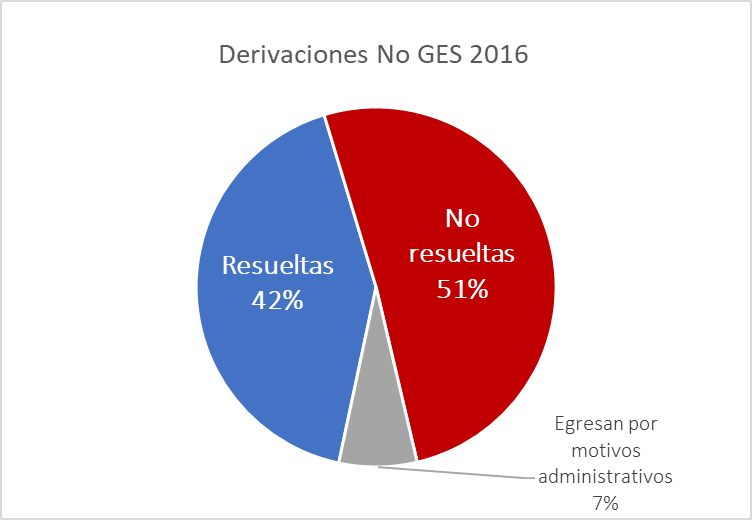 Derivaciones No GES 2016
No
resueltas
51%
Resueltas
42%
Egresan por
motivos
administrativos
7%